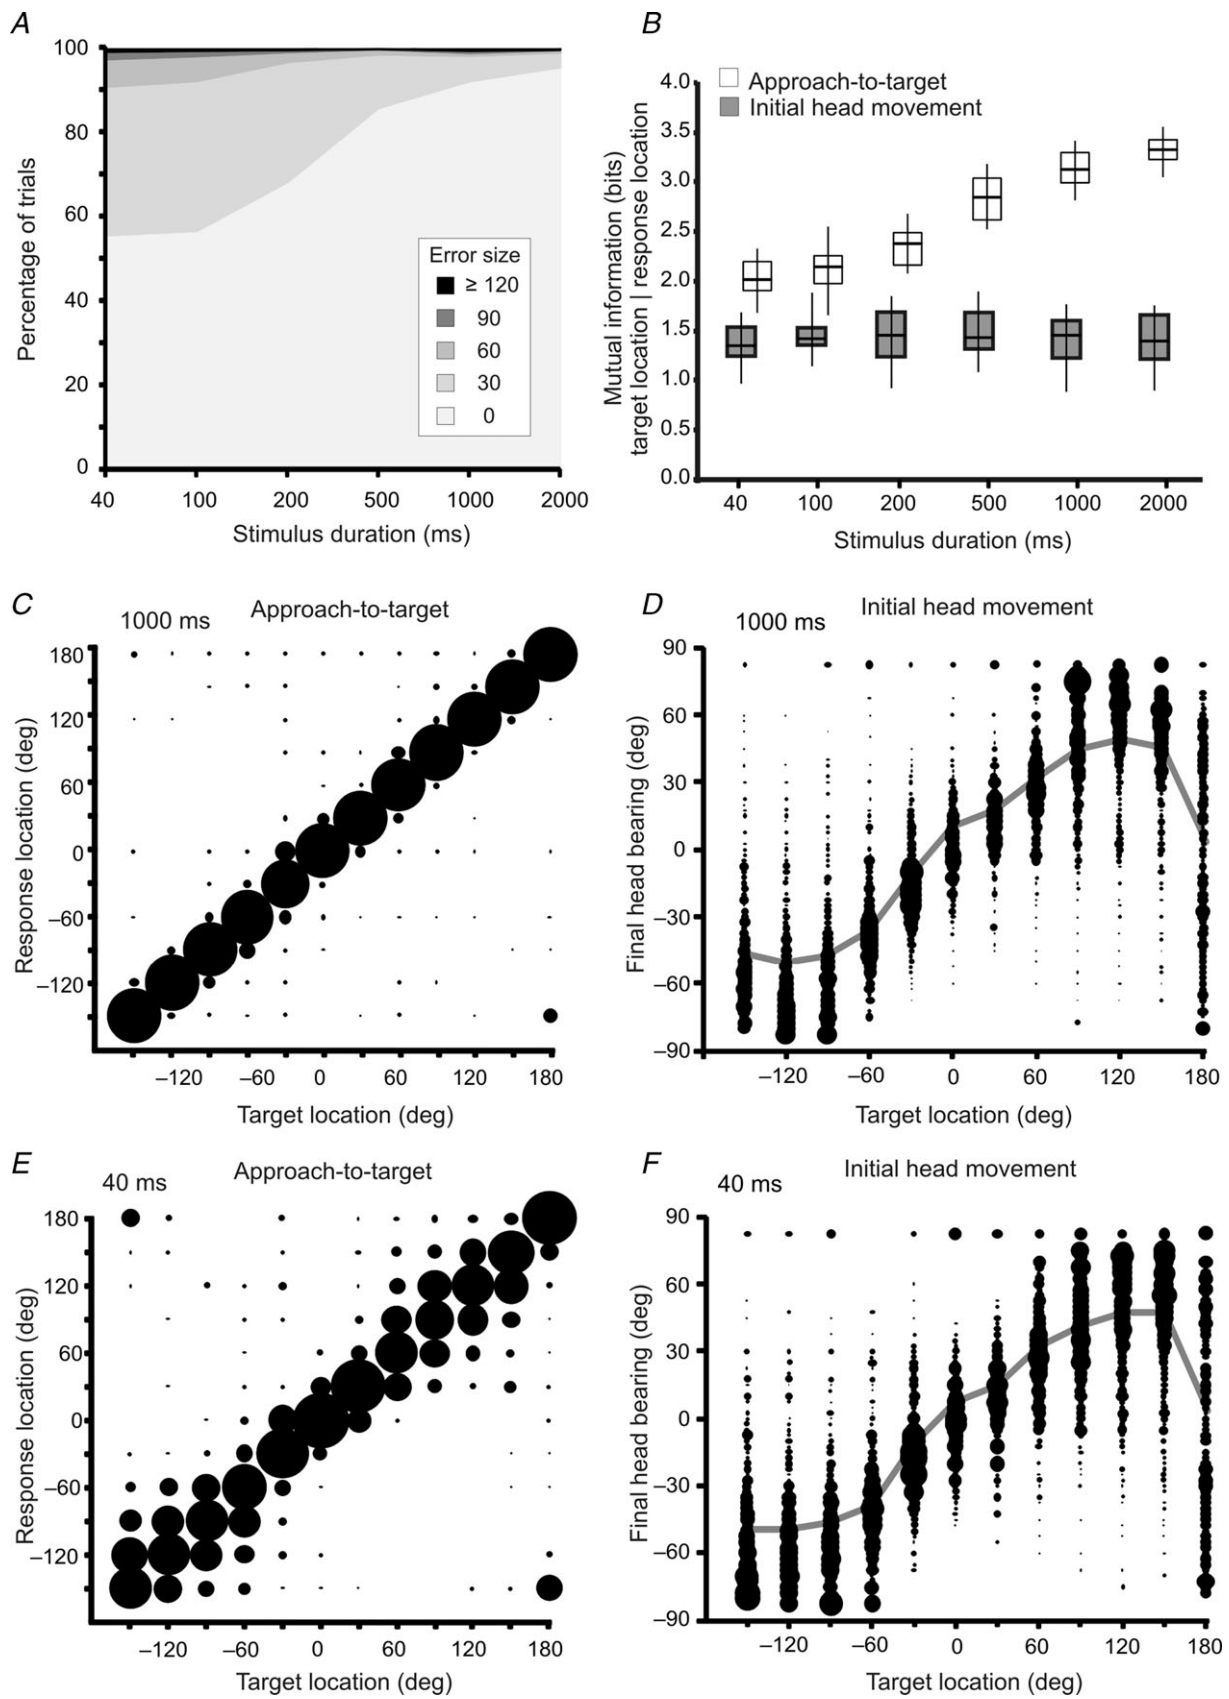 A
100
80
60
40
20
0
Percentage of trials
Error size
≥ 120
90
60
30
0
40
100
200
500
1000
2000
Stimulus duration (ms)
B
Approach-to-target
Initial head movement
4.0
3.5
3.0
2.5
2.0
1.5
1.0
0.5
0.0
Mutual information (bits)
target location | response location
40
100
200
500
1000
2000
Stimulus duration (ms)
C
1000 ms
Approach-to-target
180
120
60
0
−60
−120
Response location (deg)
−120
−60
0
60
120
180
Target location (deg)
D
1000 ms
Initial head movement
90
60
30
0
−30
−60
−90
Final head bearing (deg)
−120
−60
0
60
120
180
Target location (deg)
E
40 ms
Approach-to-target
180
120
60
0
−60
−120
Response location (deg)
−120
−60
0
60
120
180
Target location (deg)
F
40 ms
Initial head movement
90
60
30
0
−30
−60
−90
Final head bearing (deg)
−120
−60
0
60
120
180
Target location (deg)